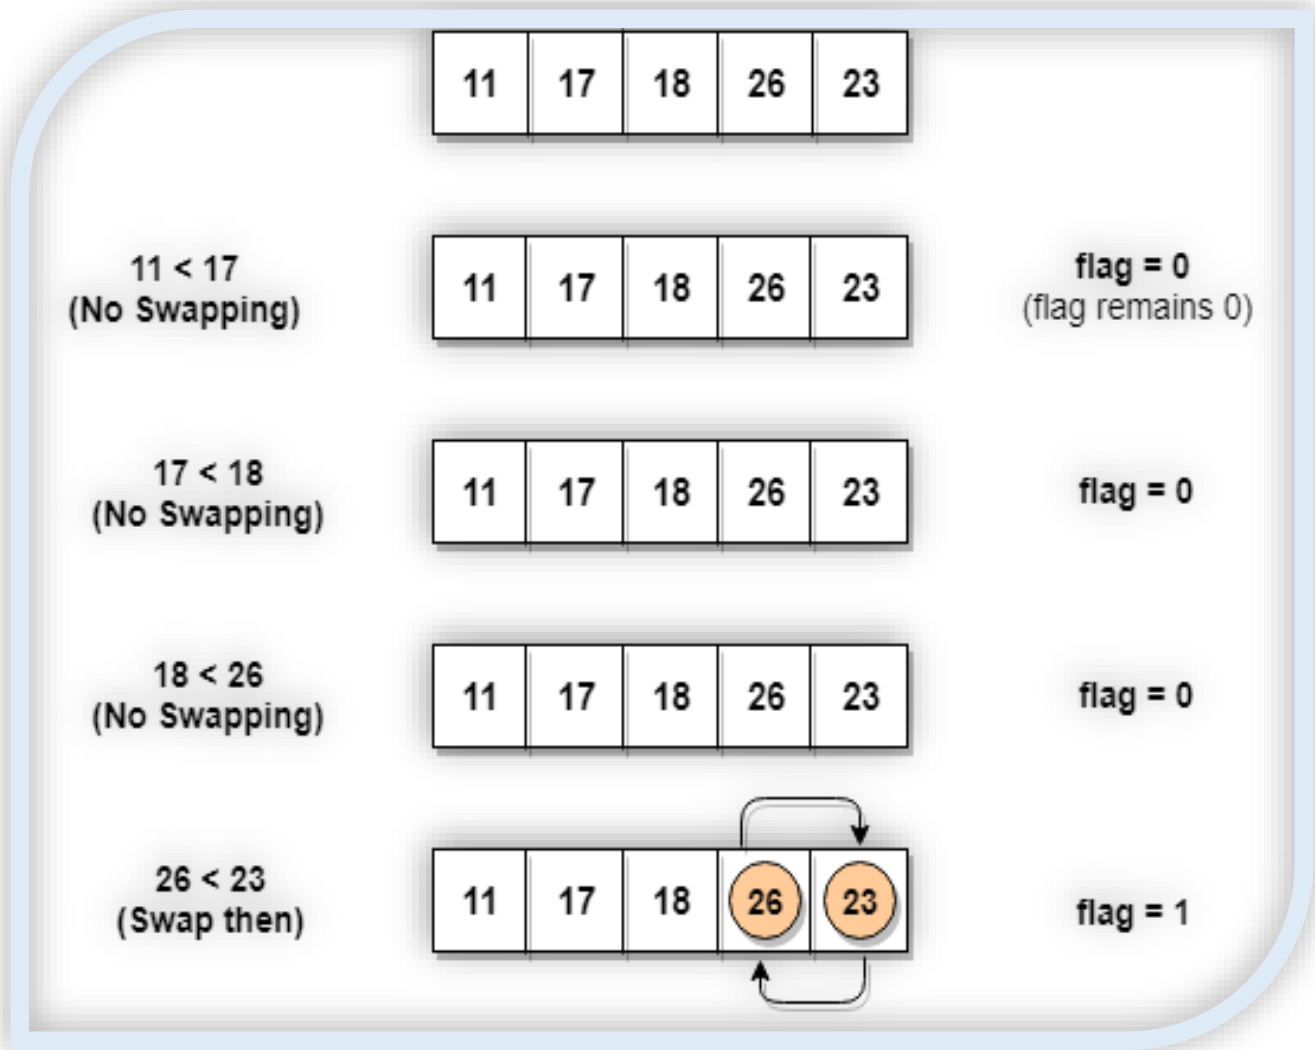 11 17 18 26 23
11 < 17
(No Swapping)
11 17 18 26 23
flag = 0
(flag remains 0)
17 < 18
(No Swapping)
11 17 18 26 23
flag = 0
18 < 26
(No Swapping)
11 17 18 26 23
flag = 0
26 < 23
(Swap then)
11 17 18 26 23
flag = 1